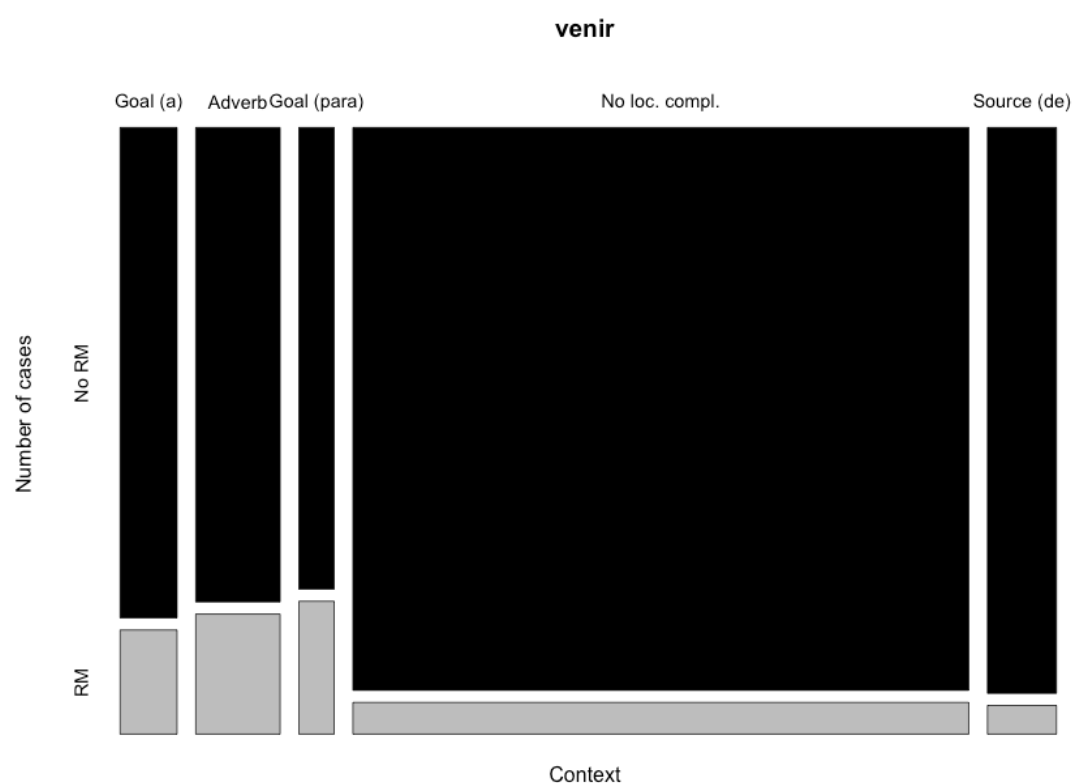 venir
Goal (a) Adverb Goal (para) No loc. compl. Source (de)
Number of cases
No RM
RM
Context